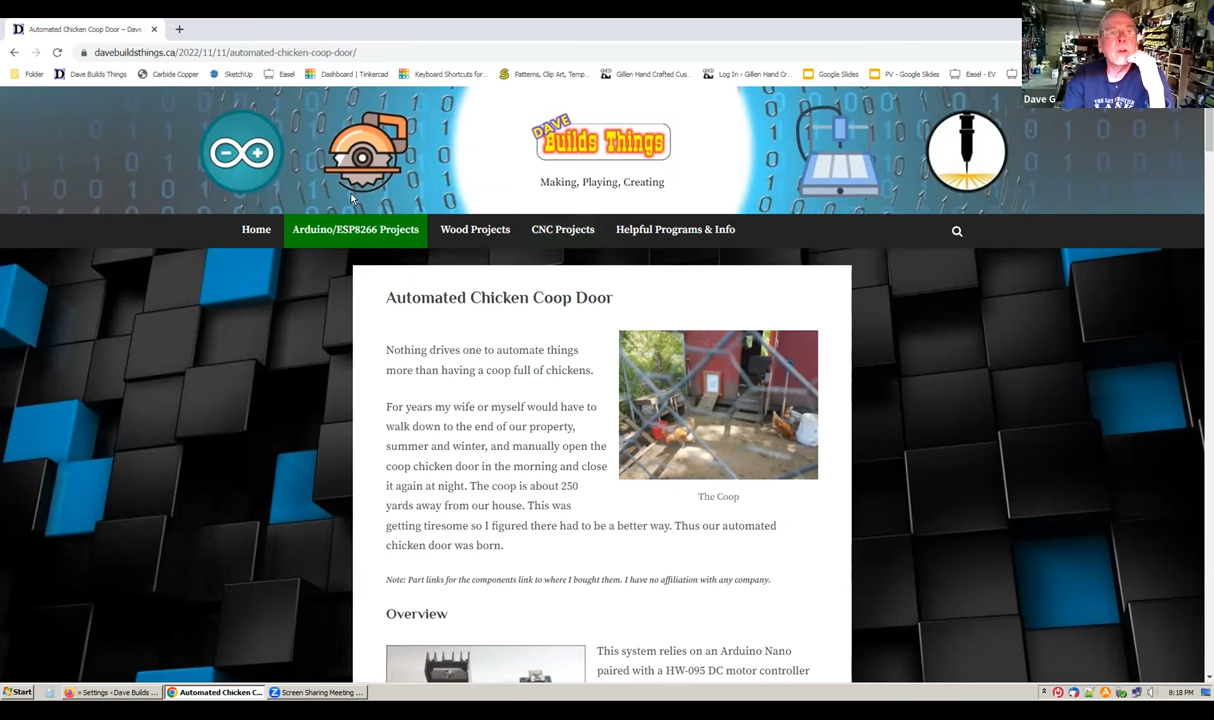 Automated Chicken Coop Door – Dave
davebuildsthings.ca/2022/11/11/automated-chicken-coop-door/
Folder Dave Builds Things Carbide Copper SketchUp Easel Dashboard | Tinkercad Keyboard Shortcuts for... Patterns, Clip Art, Temp... Gillen Hand Crafted Cus... Log In ‹ Gillen Hand Cr... Google Slides PV - Google Slides Easel - EV
Dave G
DAVE
Builds Things
Making, Playing, Creating
Home Arduino/ESP8266 Projects Wood Projects CNC Projects Helpful Programs & Info
Automated Chicken Coop Door
Nothing drives one to automate things
more than having a coop full of chickens.
For years my wife or myself would have to
walk down to the end of our property,
summer and winter, and manually open the
coop chicken door in the morning and close
it again at night. The coop is about 250
yards away from our house. This was
getting tiresome so I figured there had to be a better way. Thus our automated
chicken door was born.
The Coop
Note: Part links for the components link to where I bought them. I have no affiliation with any company.
Overview
This system relies on an Arduino Nano
paired with a HW-095 DC motor controller
Start » Settings ‹ Dave Builds ... Automated Chicken C... Screen Sharing Meeting ... 8:18 PM